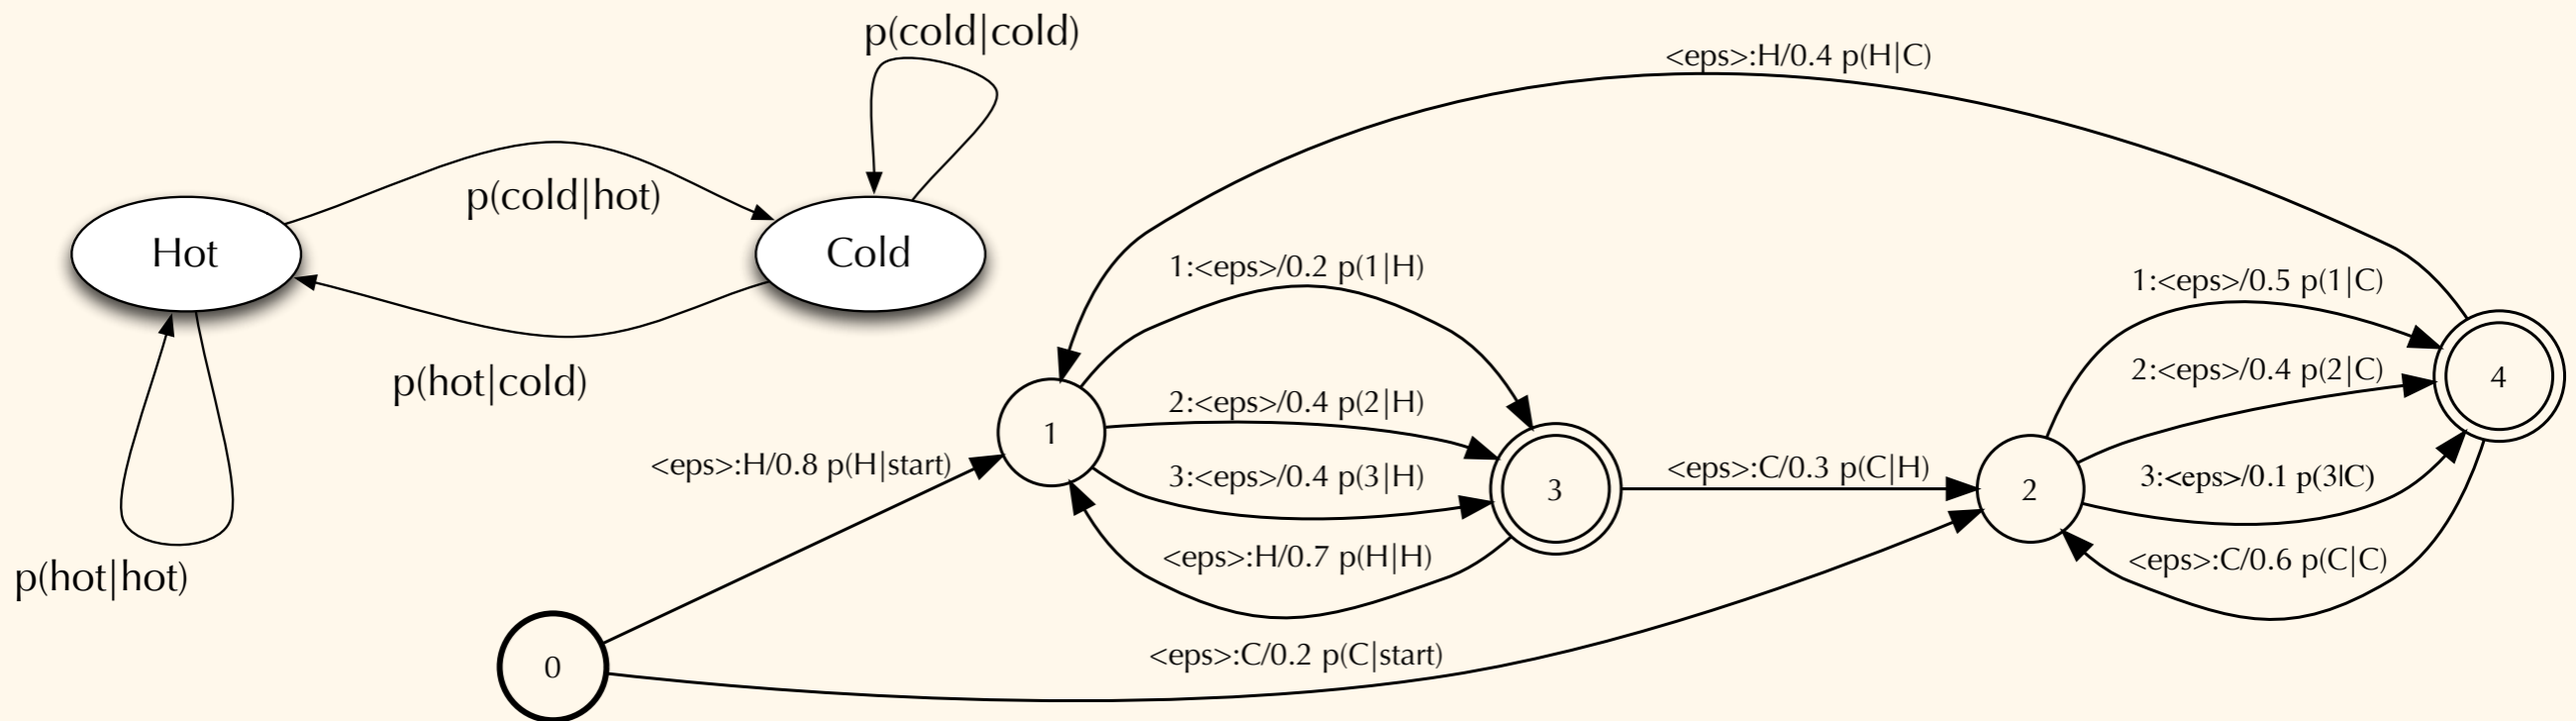 p(cold|cold)
p(cold|hot)
Hot
Cold
p(hot|cold)
p(hot|hot)
<eps>:H/0.4 p(H|C)
1:<eps>/0.2 p(1|H)
1:<eps>/0.5 p(1|C)
2:<eps>/0.4 p(2|C)
4
2:<eps>/0.4 p(2|H)
1
<eps>:H/0.8 p(H|start)
3:<eps>/0.4 p(3|H)
3
<eps>:C/0.3 p(C|H)
2
3:<eps>/0.1 p(3|C)
<eps>:H/0.7 p(H|H)
<eps>:C/0.6 p(C|C)
0
<eps>:C/0.2 p(C|start)